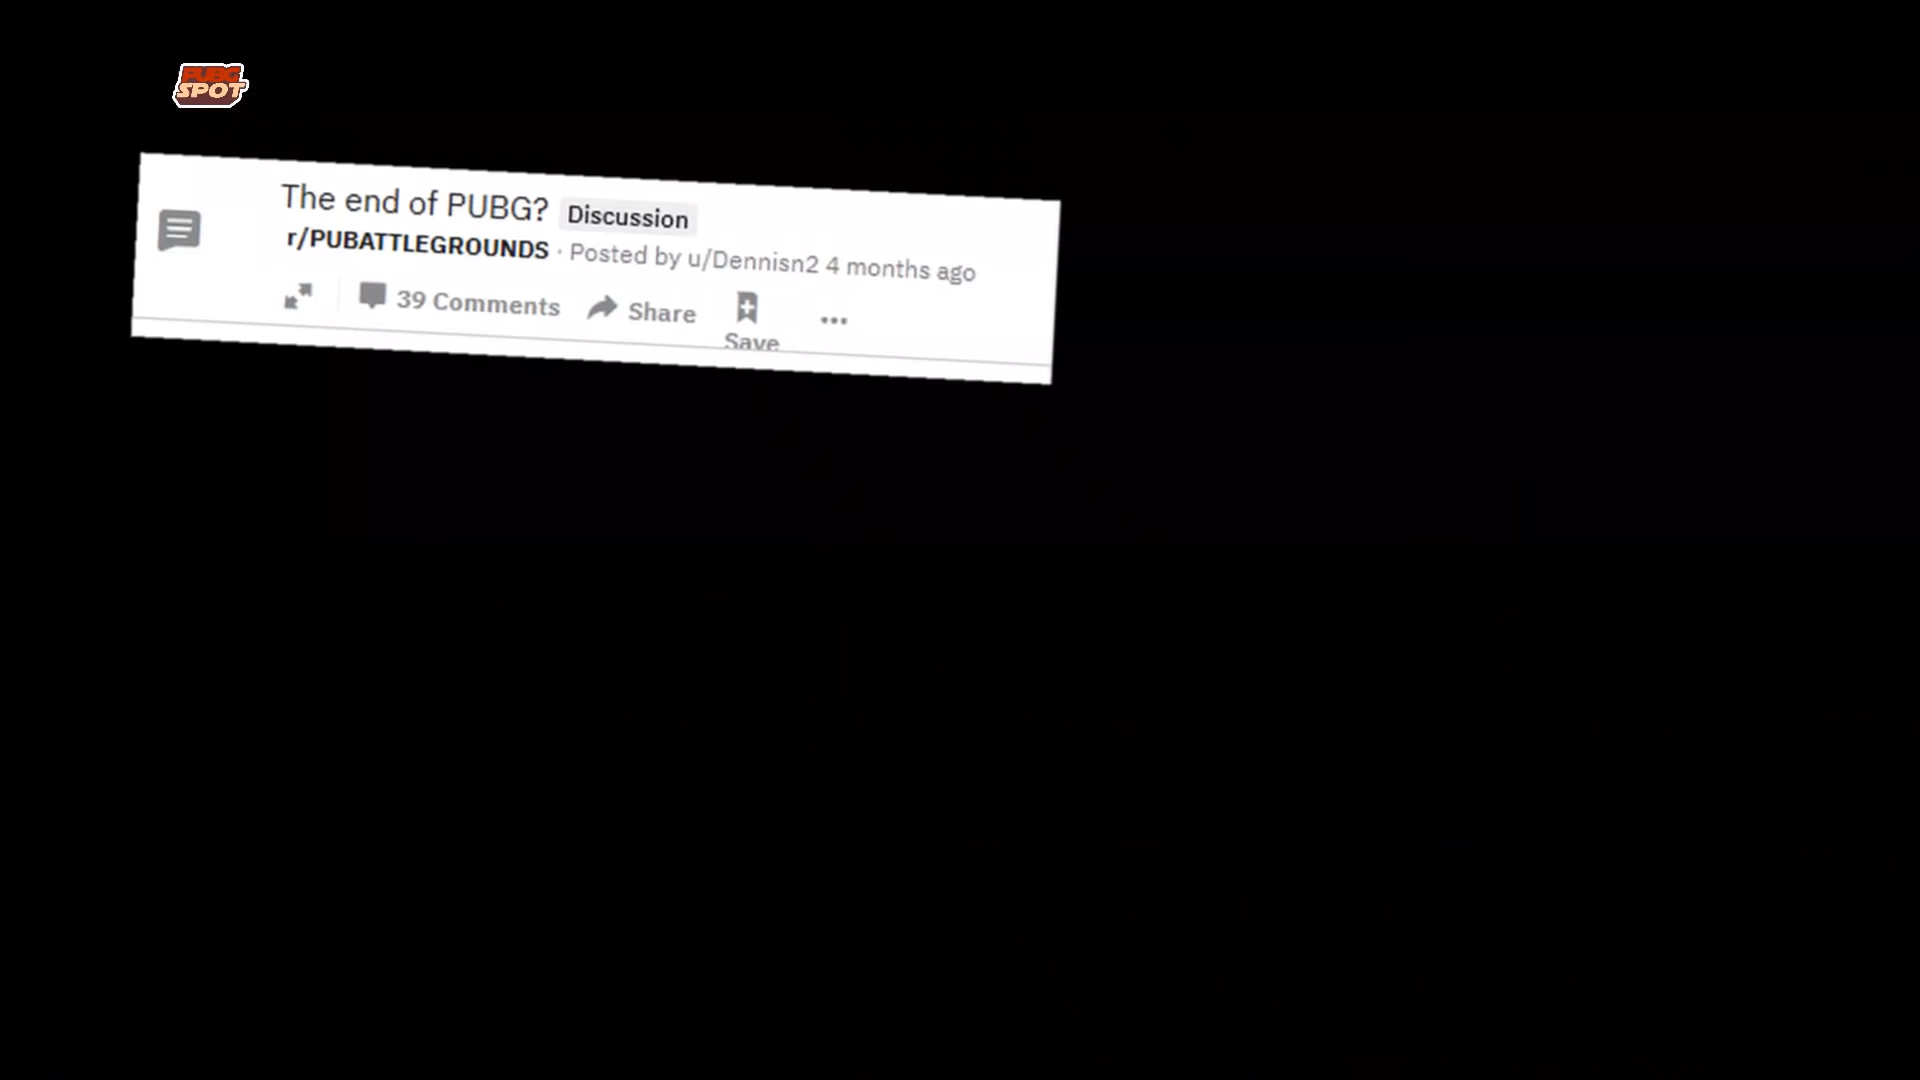 PUBG
SPOT
The end of PUBG? Discussion
r/PUBATTLEGROUNDS · Posted by u/Dennisn2 4 months ago
39 Comments Share Save